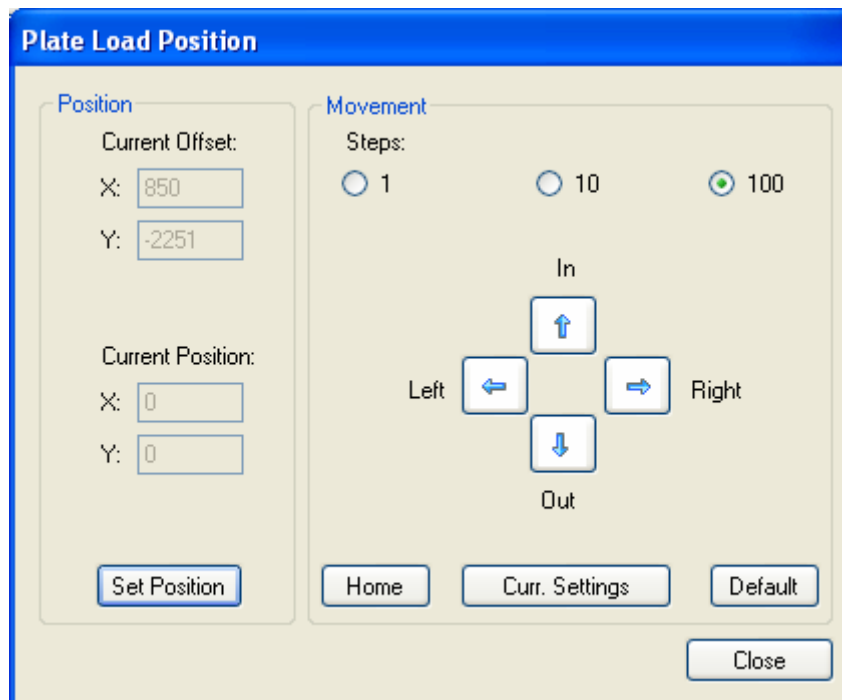 Plate Load Position
Position
Current Offset:
X: 850
Y: -2251
Current Position:
X: 0
Y: 0
Set Position
Movement
Steps:
1 10 100
In
Left Right
Out
Home Curr. Settings Default
Close